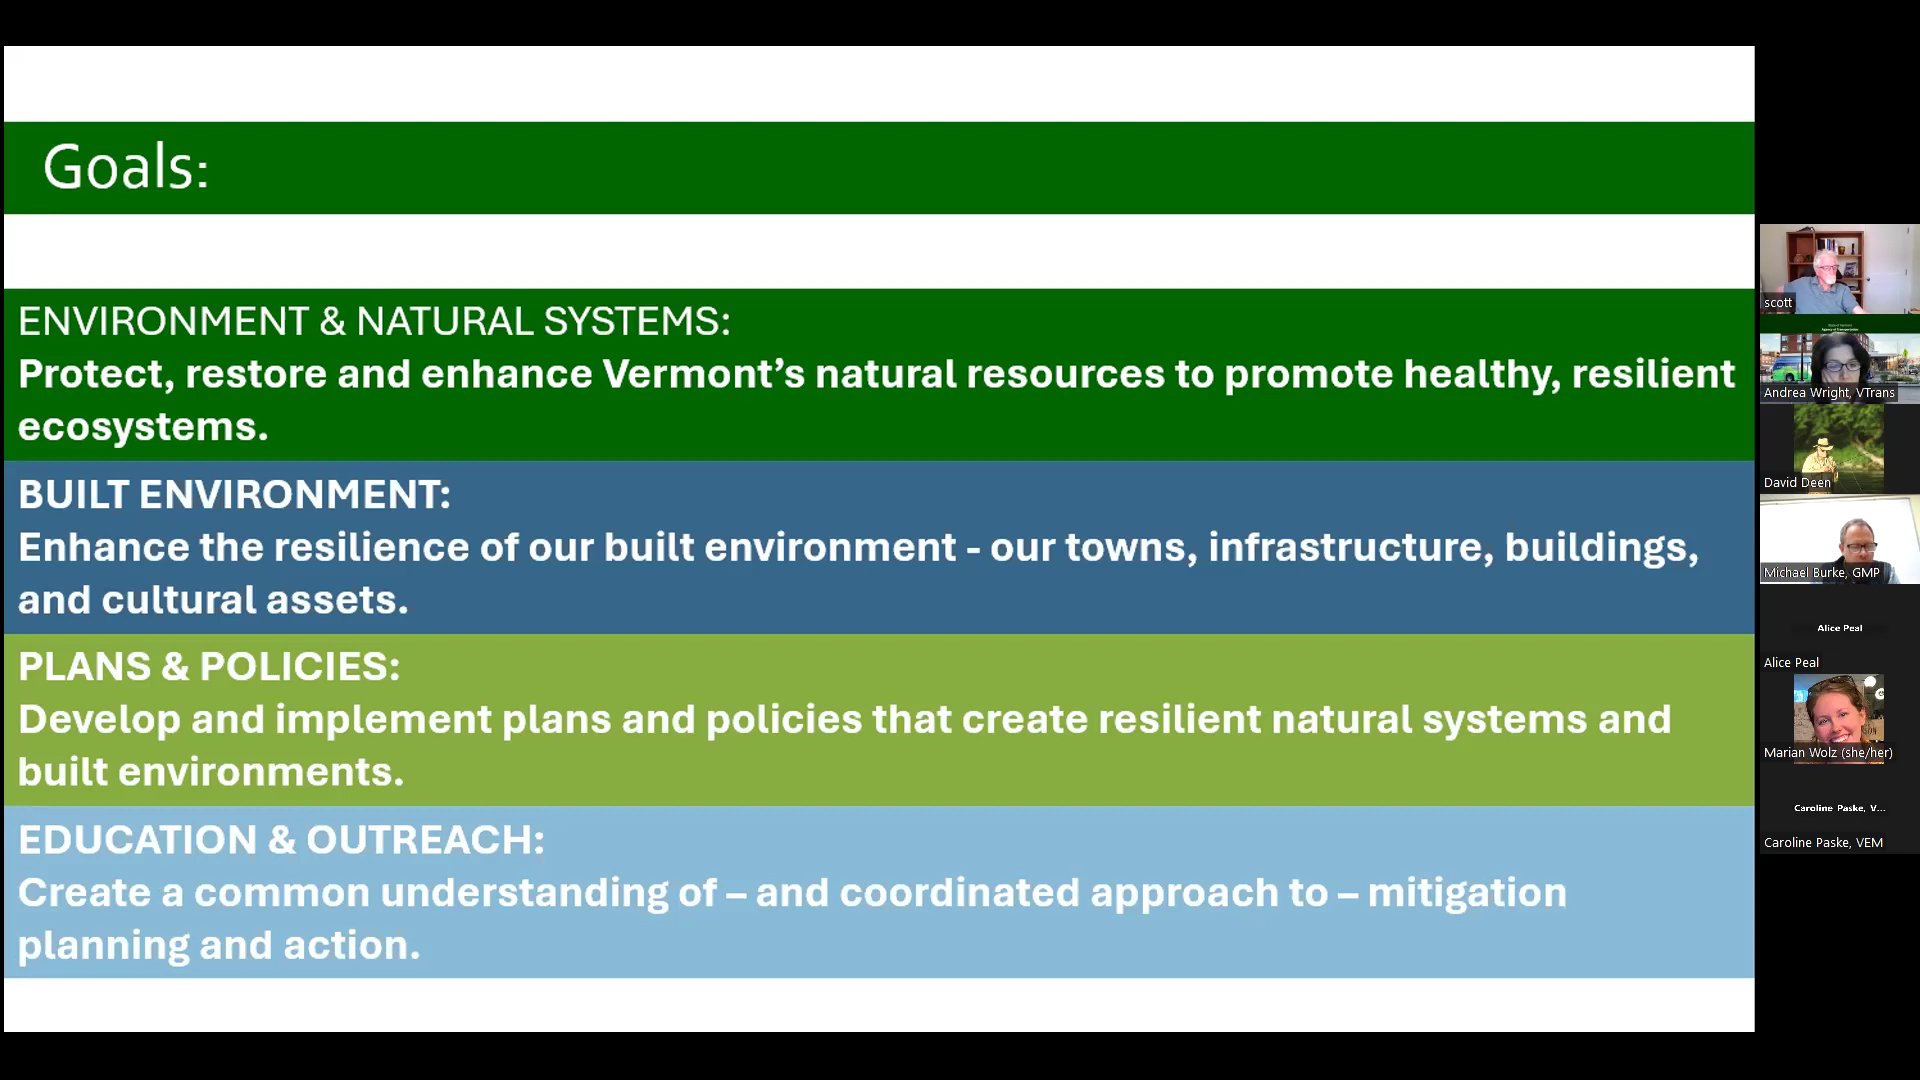 Goals:
ENVIRONMENT & NATURAL SYSTEMS:
Protect, restore and enhance Vermont’s natural resources to promote healthy, resilient
ecosystems.
BUILT ENVIRONMENT:
Enhance the resilience of our built environment - our towns, infrastructure, buildings,
and cultural assets.
PLANS & POLICIES:
Develop and implement plans and policies that create resilient natural systems and
built environments.
EDUCATION & OUTREACH:
Create a common understanding of – and coordinated approach to – mitigation
planning and action.
scott
Andrea Wright, VTrans
David Deen
Michael Burke, GMP
Alice Peal
Alice Peal
Marian Wolz (she/her)
Caroline Paske, V...
Caroline Paske, VEM